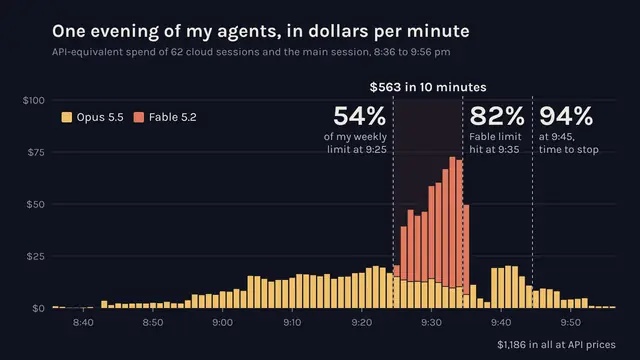 One evening of my agents, in dollars per minute
API-equivalent spend of 62 cloud sessions and the main session, 8:36 to 9:56 pm
$563 in 10 minutes
$100
Opus 5.5
Fable 5.2
54%
of my weekly
limit at 9:25
82%
Fable limit
hit at 9:35
94%
at 9:45,
time to stop
$75
$50
$25
$0
8:40
8:50
9:00
9:10
9:20
9:30
9:40
9:50
$1,186 in all at API prices